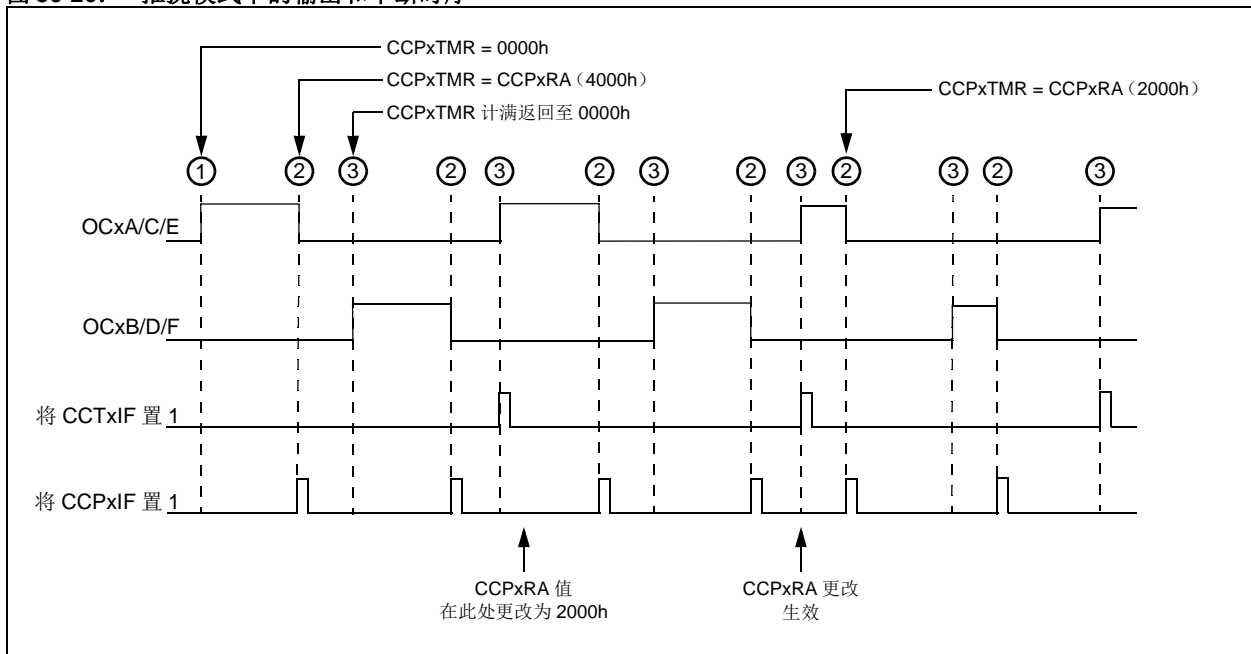 CCPxTMR = 0000h
CCPxTMR = CCPxRA（4000h）
CCPxTMR = CCPxRA（2000h）
CCPxTMR 计满返回至 0000h
1 2 3 2 3 2 3 2 3 2 3 2 3
OCxA/C/E
OCxB/D/F
将 CCTxIF 置 1
将 CCPxIF 置 1
CCPxRA 值
在此处更改为 2000h
CCPxRA 更改
生效